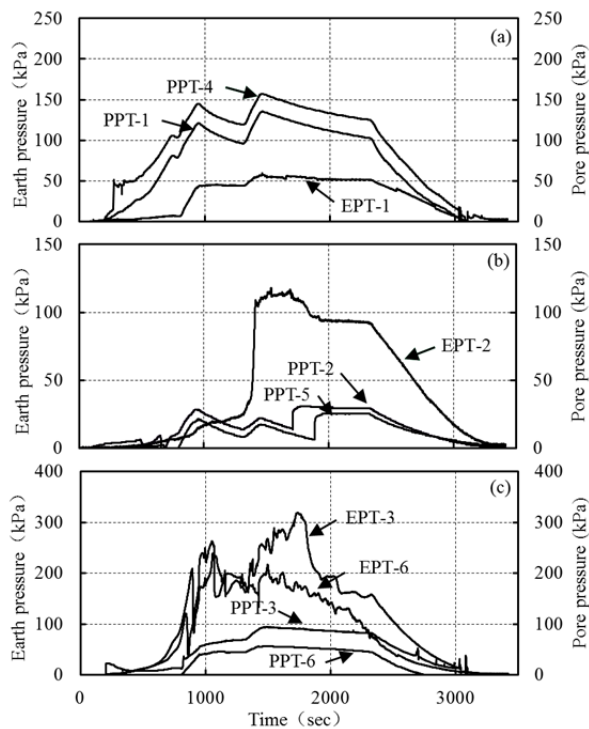 250 (a) 250
200 200
150 PPT-4 150
PPT-1
100 100
50 EPT-1 50
0 0
Earth pressure (kPa)
Pore pressure (kPa)
150 (b) 150
100 100
EPT-2
PPT-2
50 PPT-5 50
0 0
Earth pressure (kPa)
Pore pressure (kPa)
400 (c) 400
300 EPT-3 300
EPT-6
200 200
PPT-3
100 100
PPT-6
0 0
Earth pressure (kPa)
Pore pressure (kPa)
0 1000 2000 3000
Time (sec)